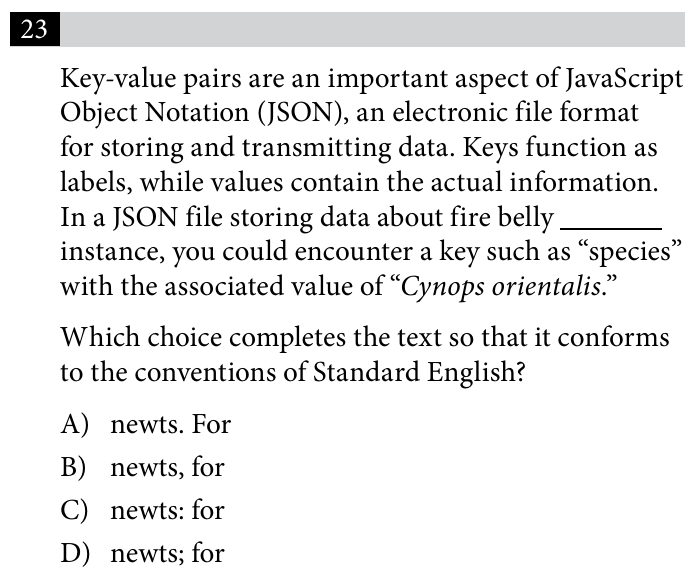 23
Key-value pairs are an important aspect of JavaScript
Object Notation (JSON), an electronic file format
for storing and transmitting data. Keys function as
labels, while values contain the actual information.
In a JSON file storing data about fire belly ________
instance, you could encounter a key such as “species”
with the associated value of “Cynops orientalis.”
Which choice completes the text so that it conforms
to the conventions of Standard English?
A) newts. For
B) newts, for
C) newts: for
D) newts; for